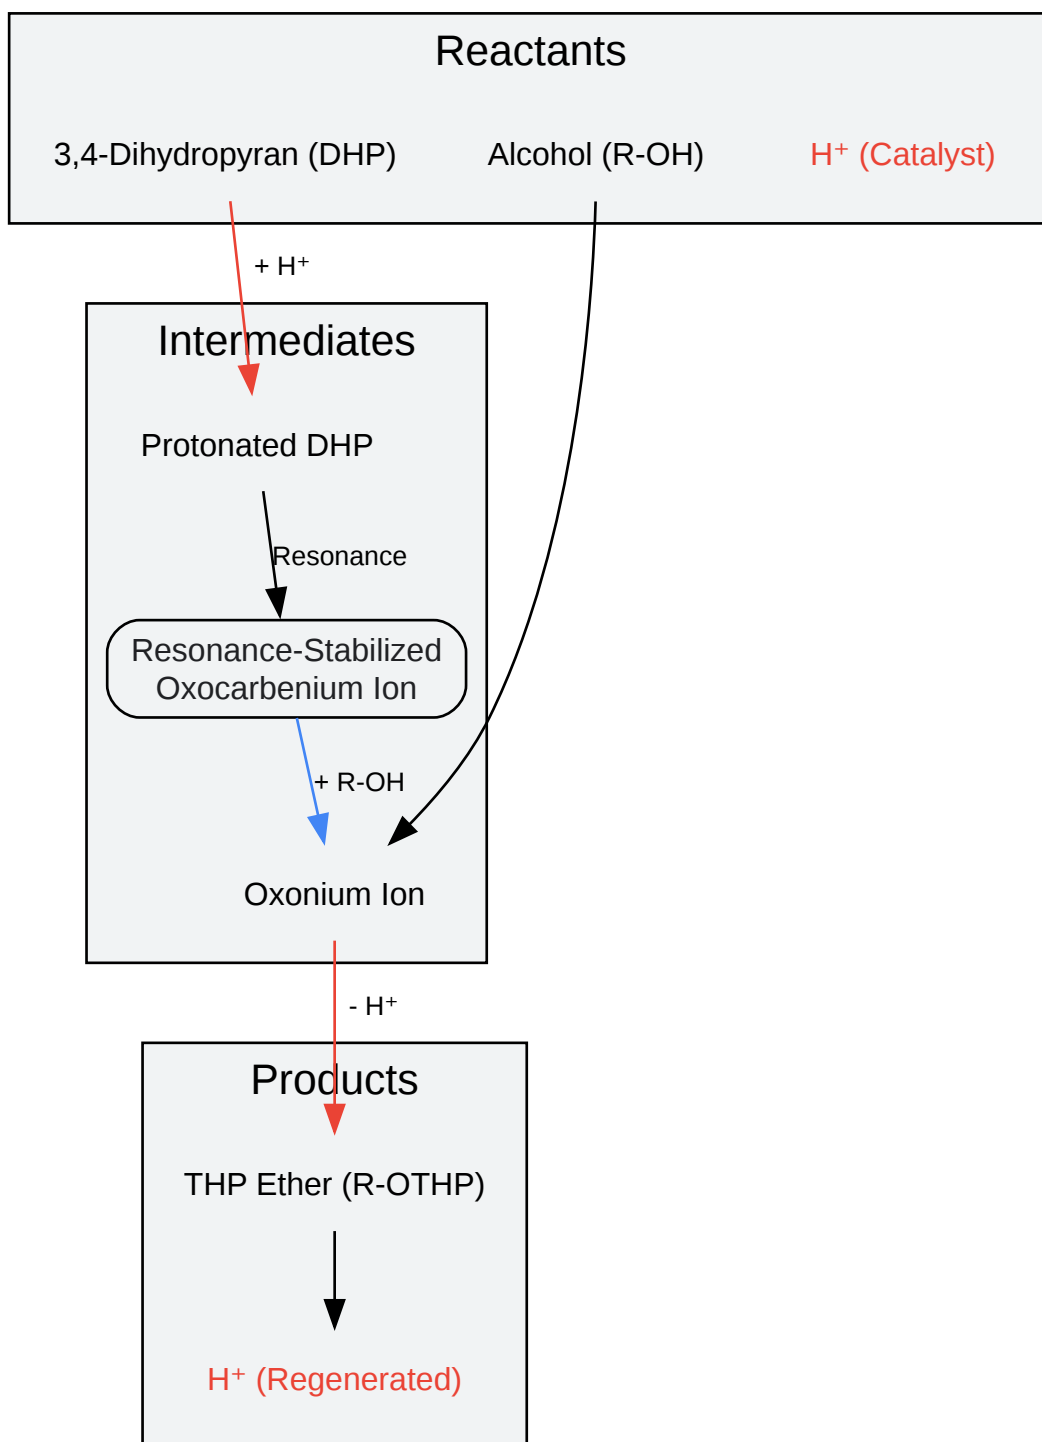 Reactants
3,4-Dihydropyran (DHP)
Alcohol (R-OH)
H⁺ (Catalyst)
+ H⁺
Intermediates
Protonated DHP
Resonance
Resonance-Stabilized
Oxocarbenium Ion
+ R-OH
Oxonium Ion
- H⁺
Products
THP Ether (R-OTHP)
H⁺ (Regenerated)